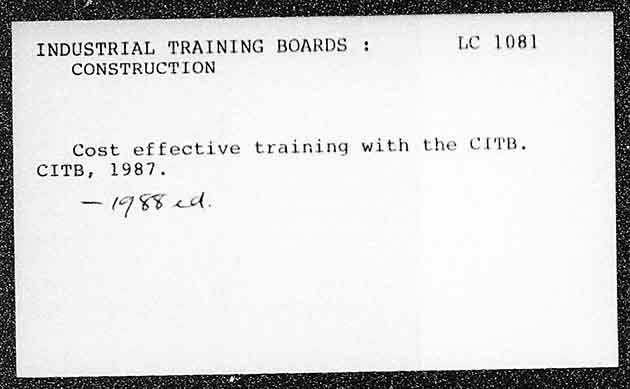 INDUSTRIAL TRAINING BOARDS : LC 1081
CONSTRUCTION
Cost effective training with the CITB.
CITB, 1987.
— 1988 ed.